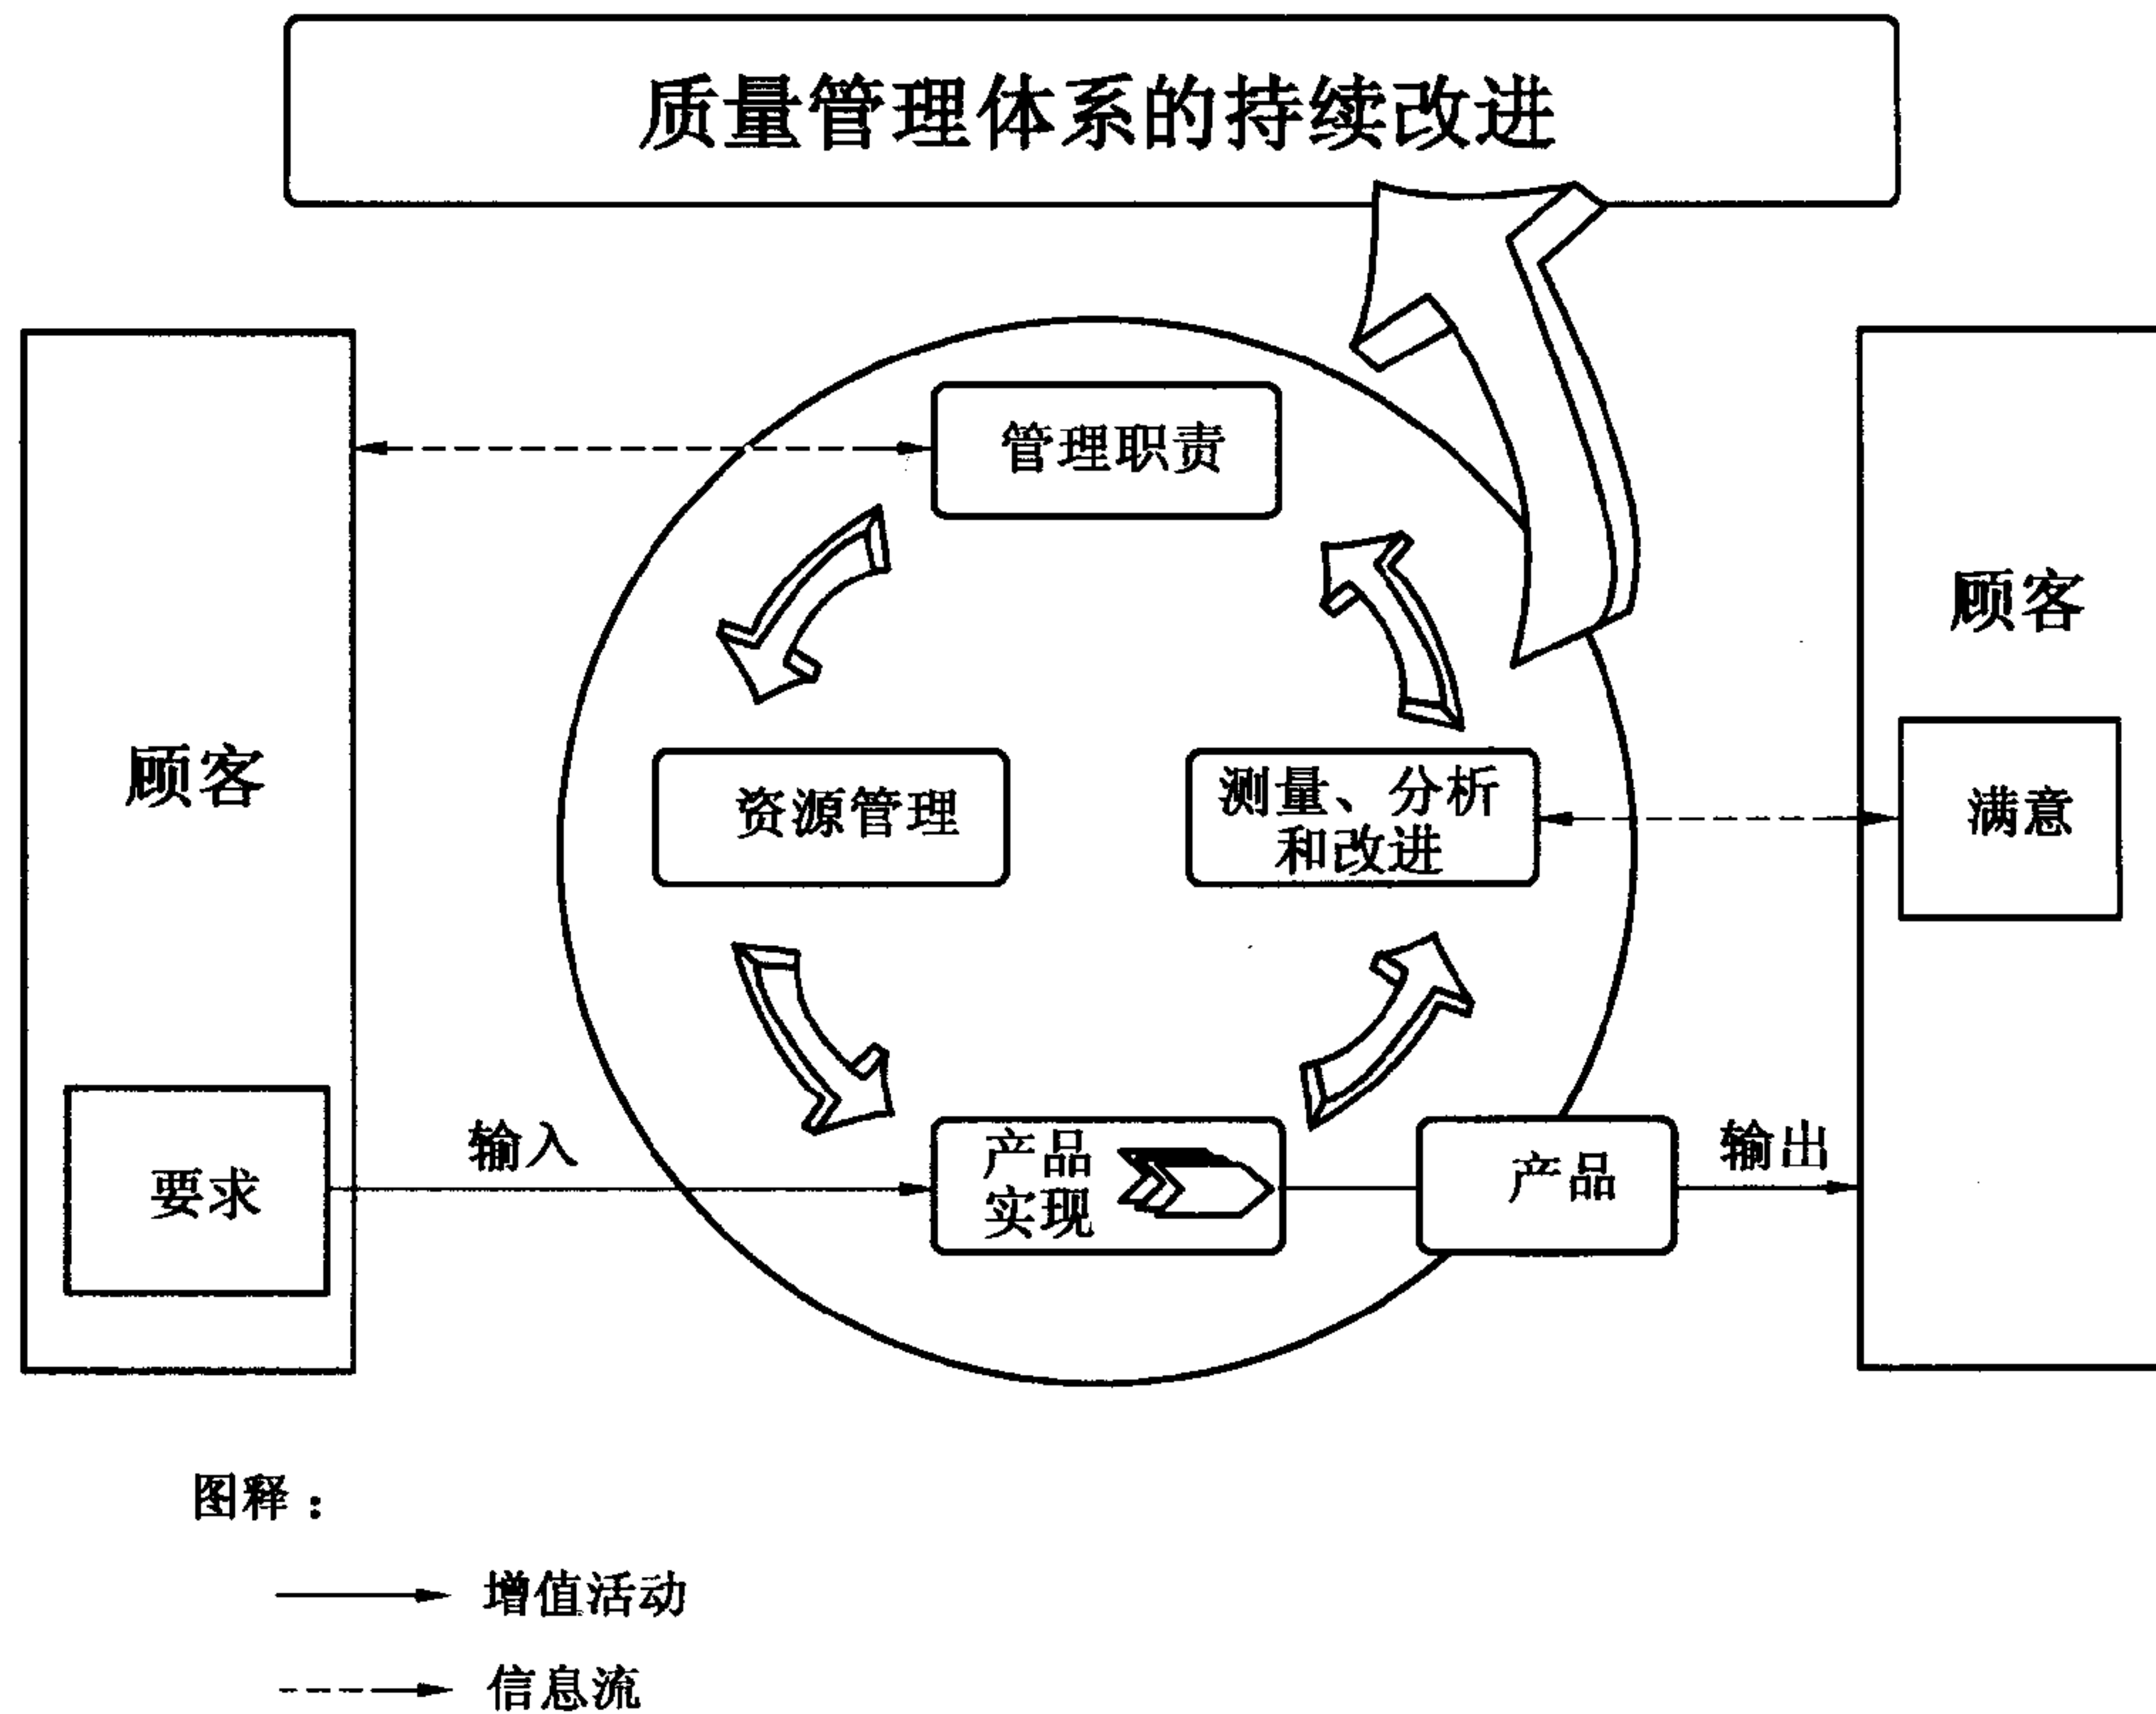 质量管理体系的持续改进
管理职责
顾客
顾客
资源管理
测量、分析
和改进
满意
要求
输入
产品
实现
产品
输出
图释：
增值活动
信息流